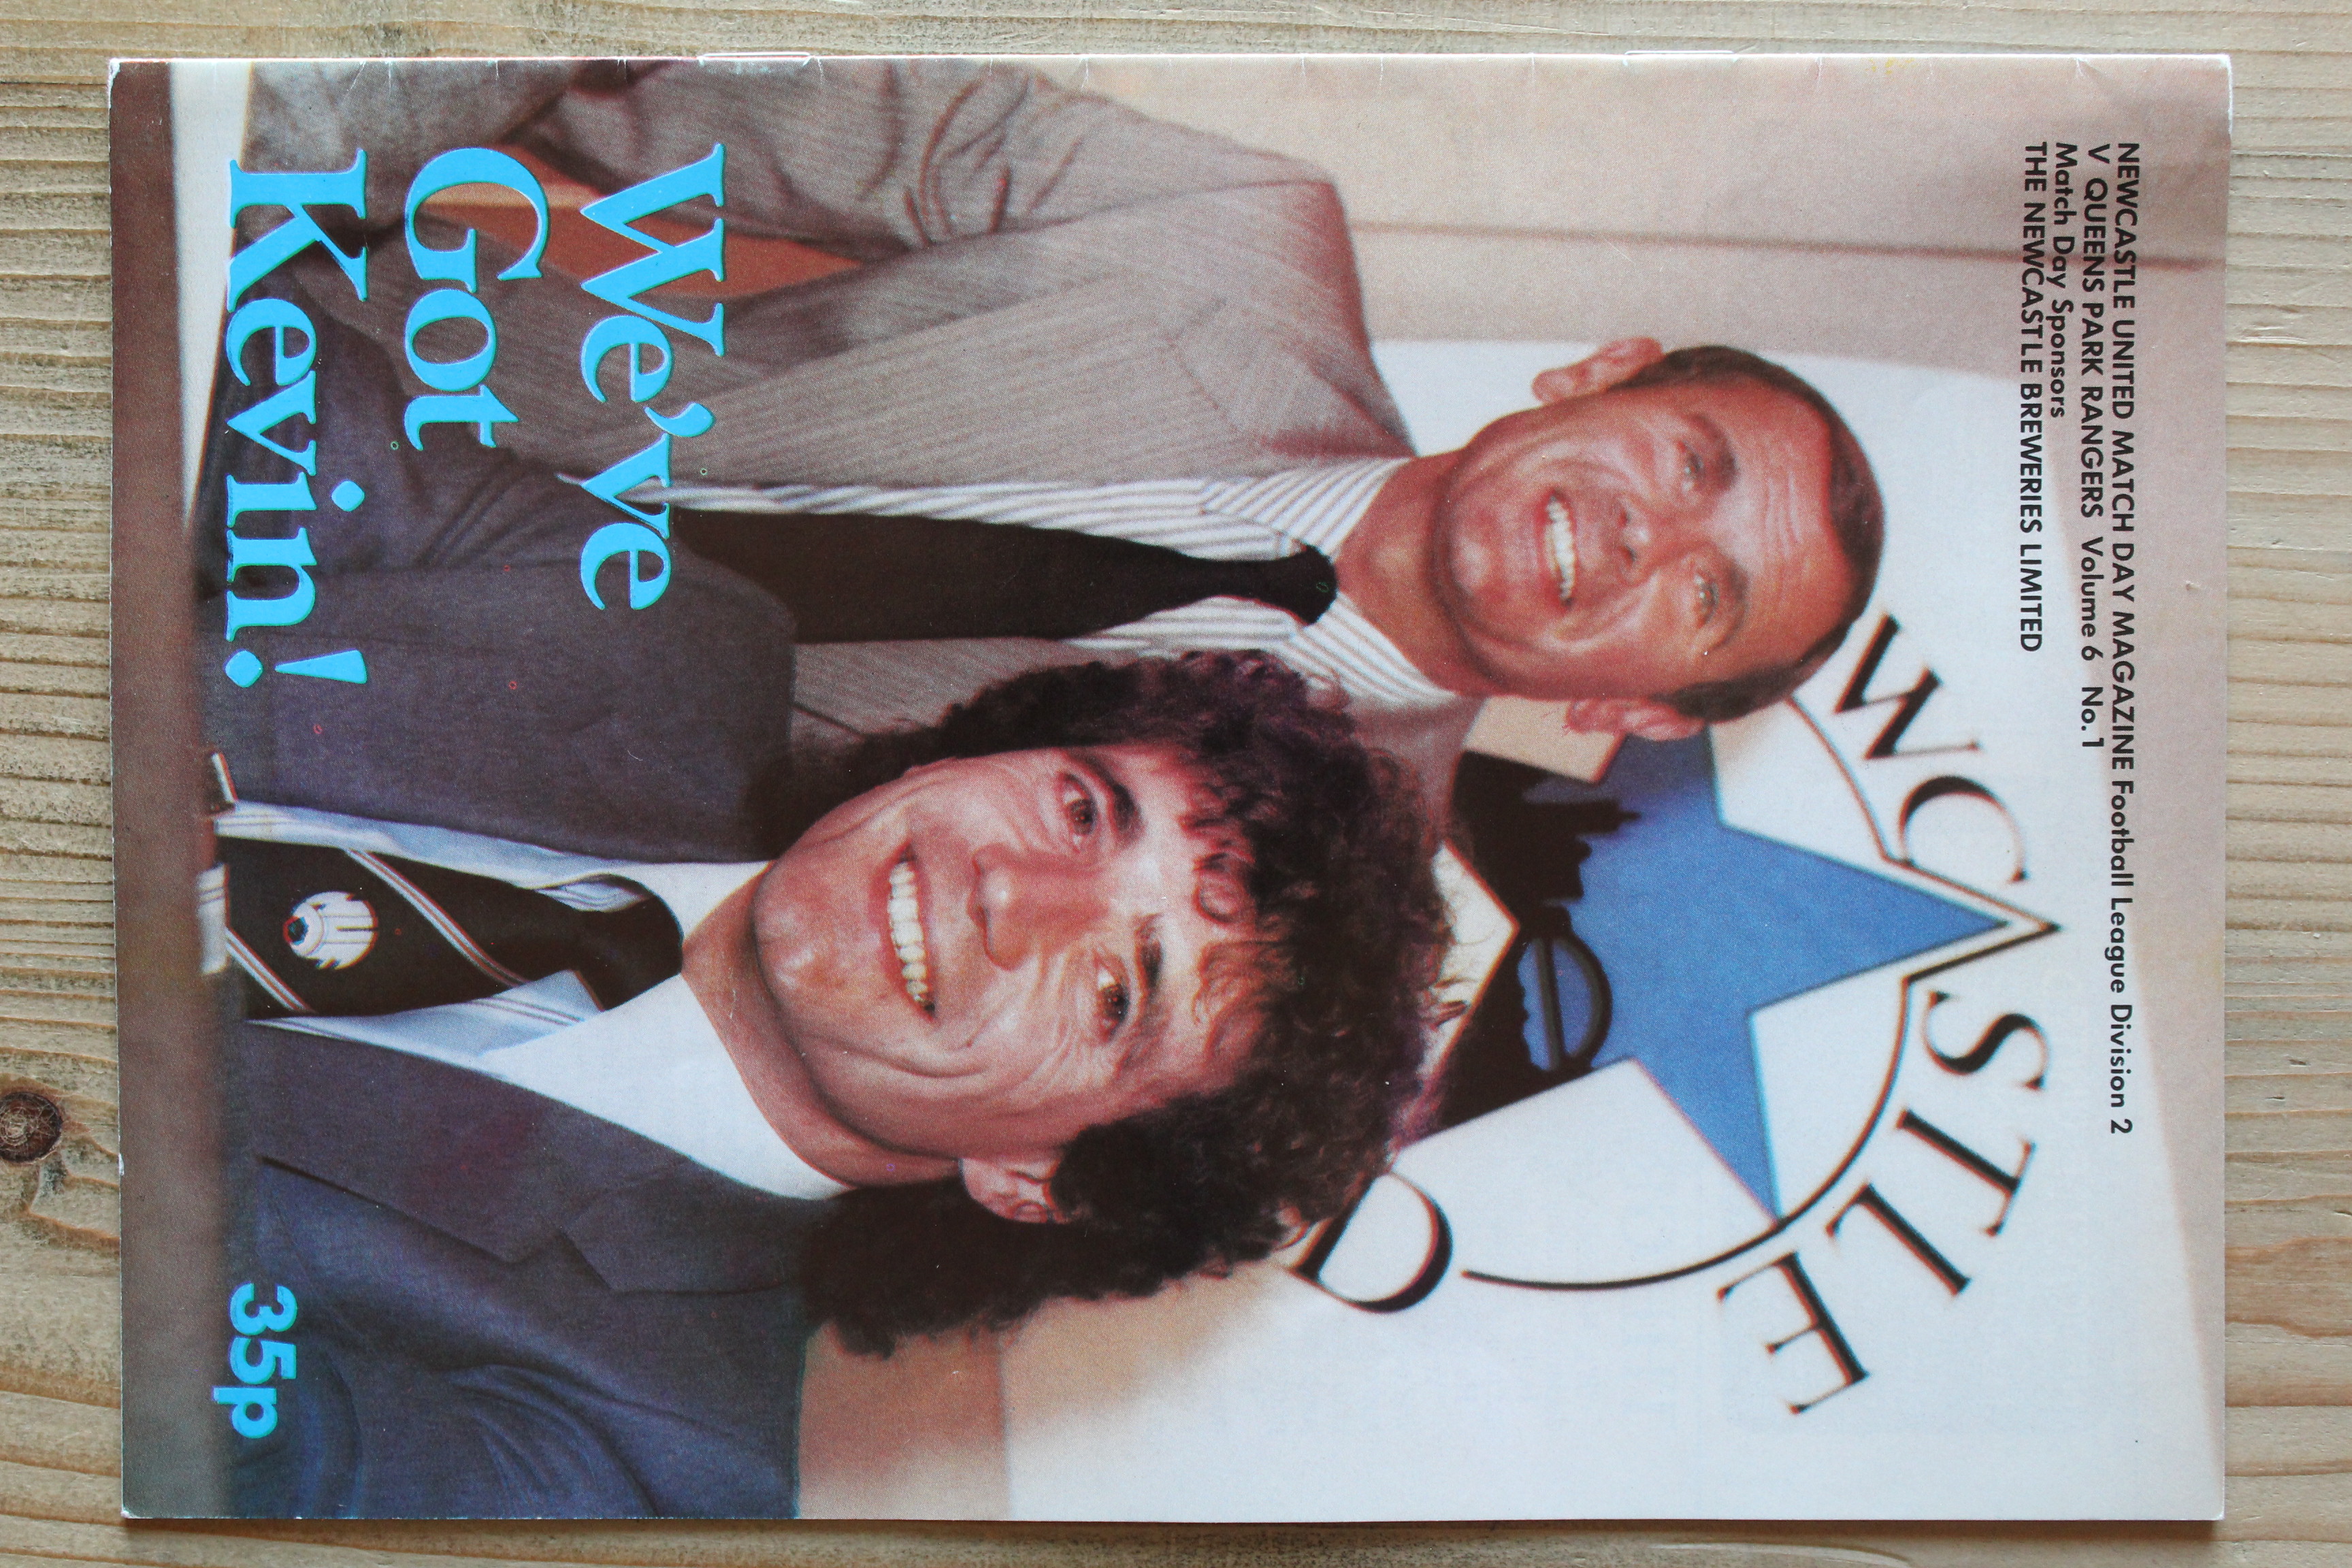 NEWCASTLE UNITED MATCH DAY MAGAZINE Football League Division 2
V QUEENS PARK RANGERS Volume 6 No.1
Match Day Sponsors
THE NEWCASTLE BREWERIES LIMITED
WCASTLE
D
We've
Got
Kevin!
35p